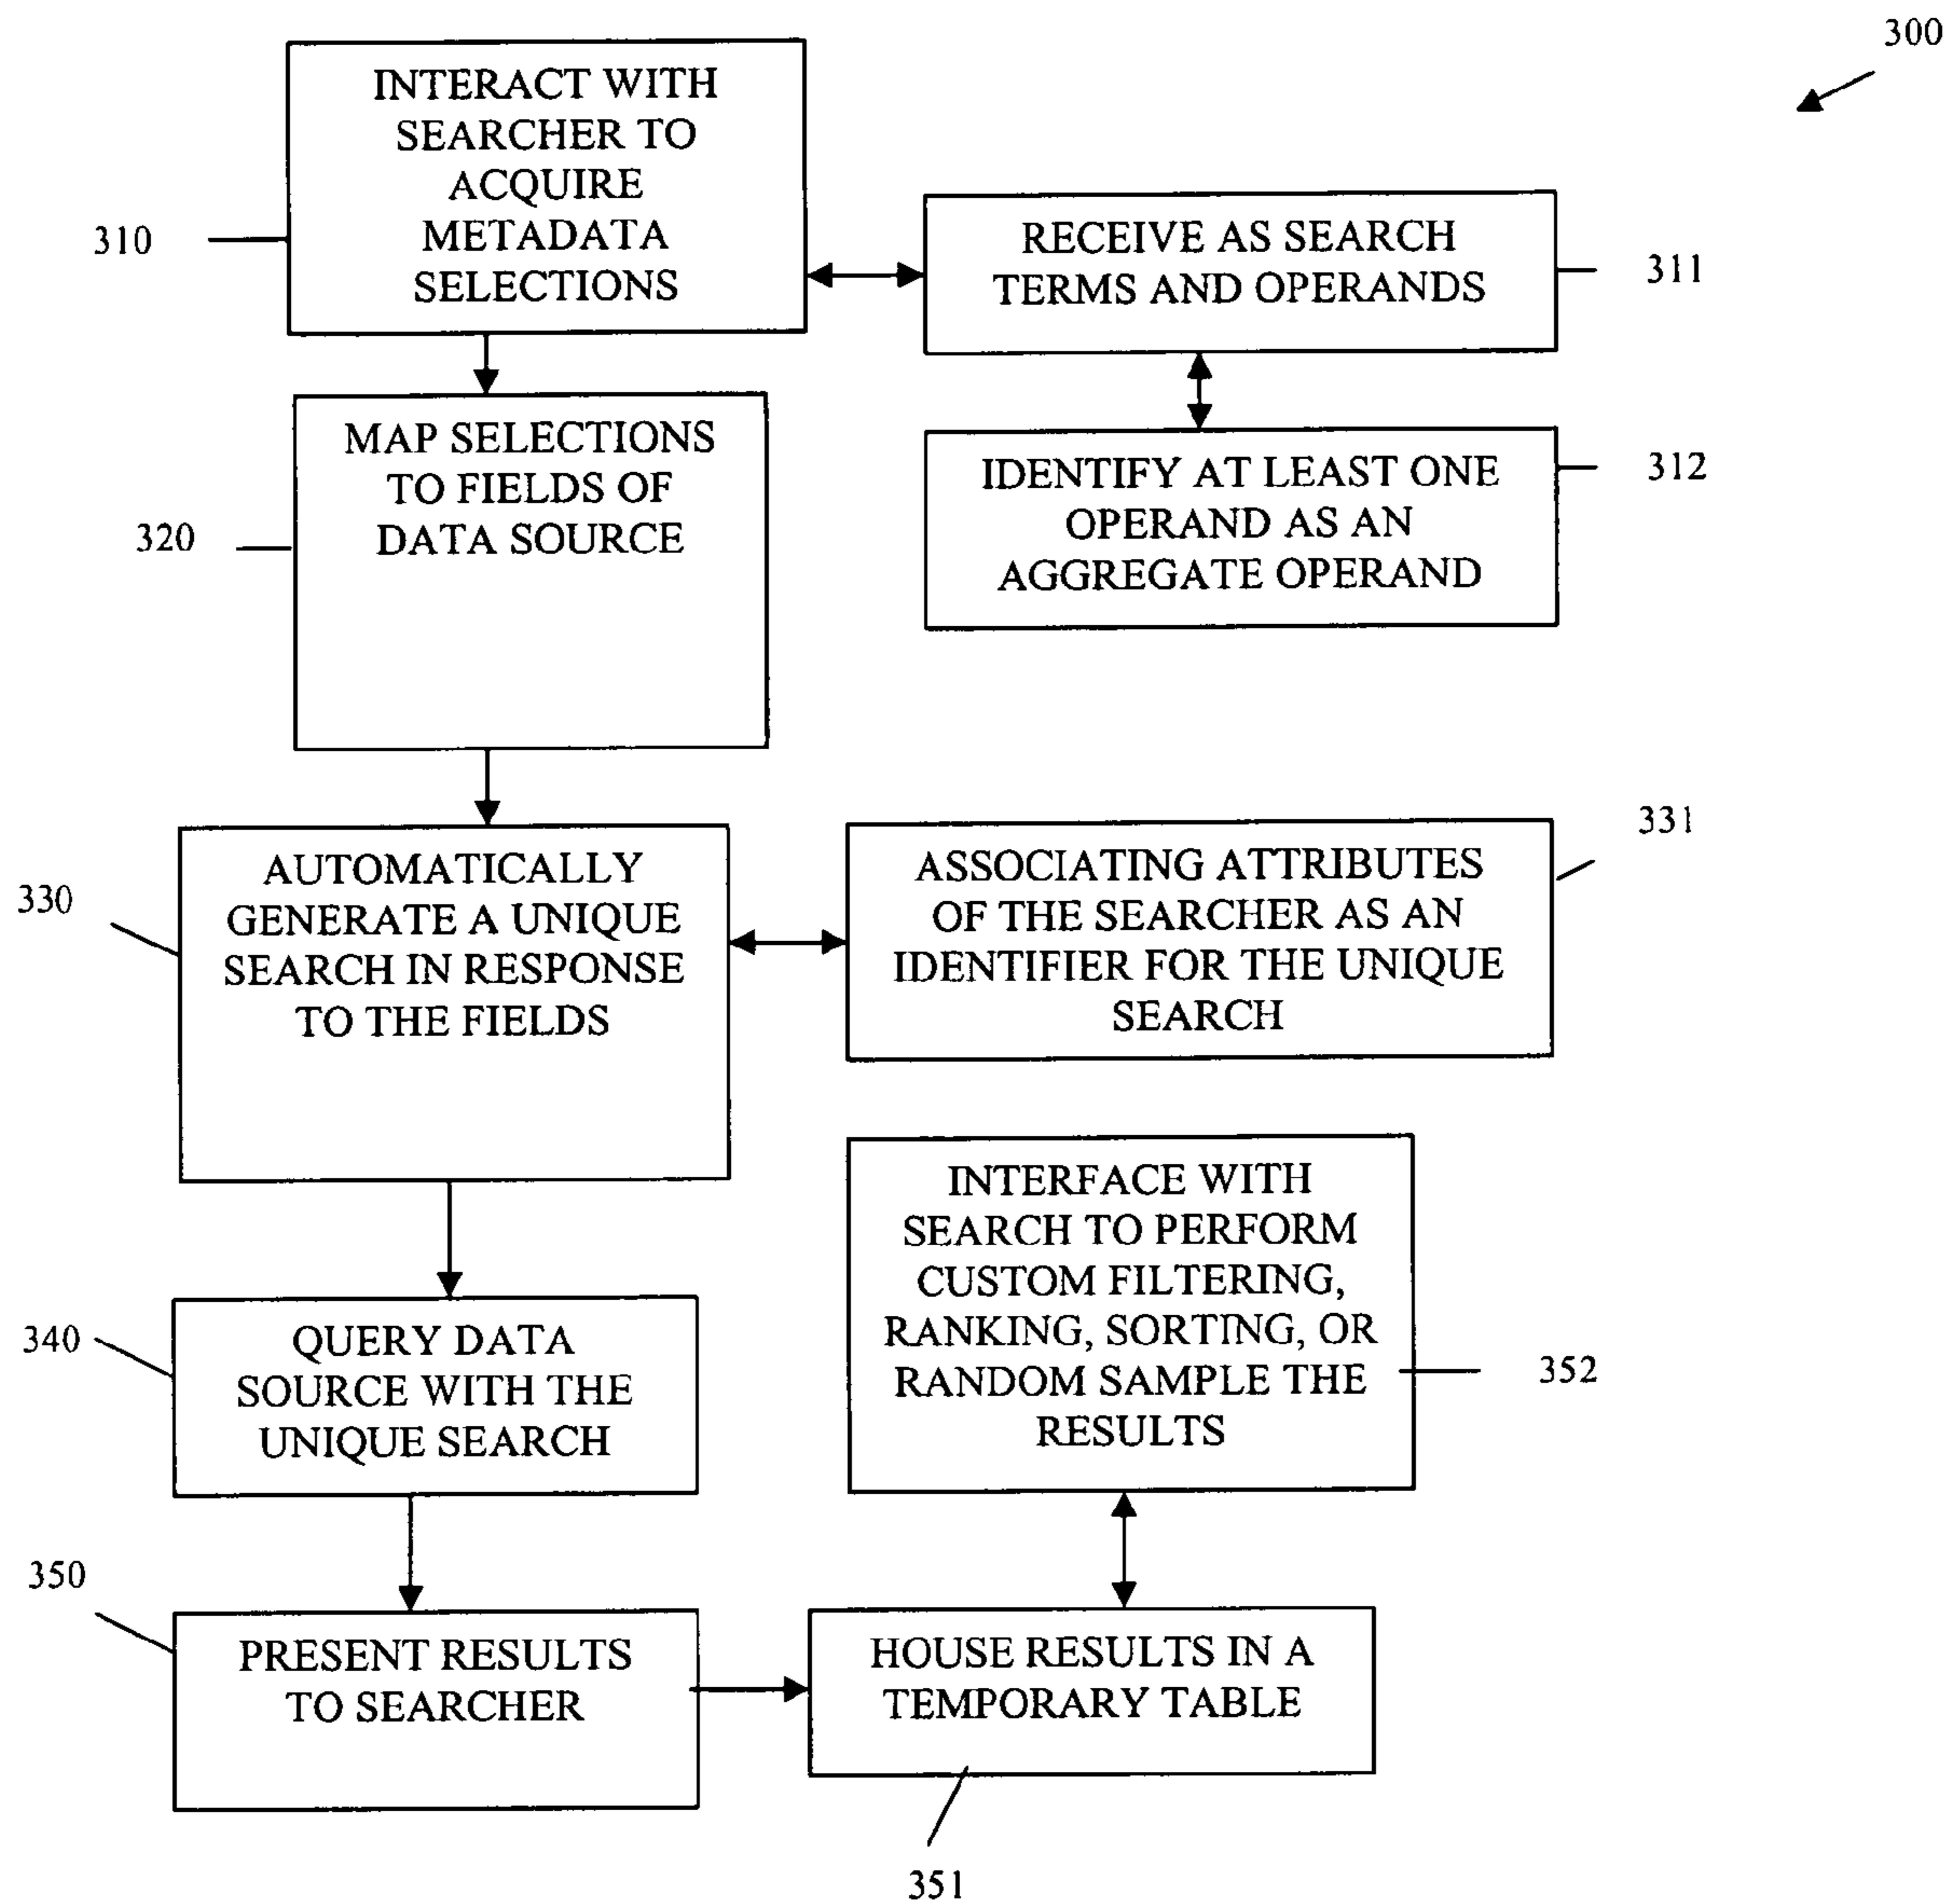 300
INTERACT WITH
SEARCHER TO
ACQUIRE
METADATA
SELECTIONS
310
RECEIVE AS SEARCH
TERMS AND OPERANDS
311
MAP SELECTIONS
TO FIELDS OF
DATA SOURCE
320
IDENTIFY AT LEAST ONE
OPERAND AS AN
AGGREGATE OPERAND
312
AUTOMATICALLY
GENERATE A UNIQUE
SEARCH IN RESPONSE
TO THE FIELDS
330
ASSOCIATING ATTRIBUTES
OF THE SEARCHER AS AN
IDENTIFIER FOR THE UNIQUE
SEARCH
331
INTERFACE WITH
SEARCH TO PERFORM
CUSTOM FILTERING,
RANKING, SORTING, OR
RANDOM SAMPLE THE
RESULTS
352
QUERY DATA
SOURCE WITH THE
UNIQUE SEARCH
340
PRESENT RESULTS
TO SEARCHER
350
HOUSE RESULTS IN A
TEMPORARY TABLE
351